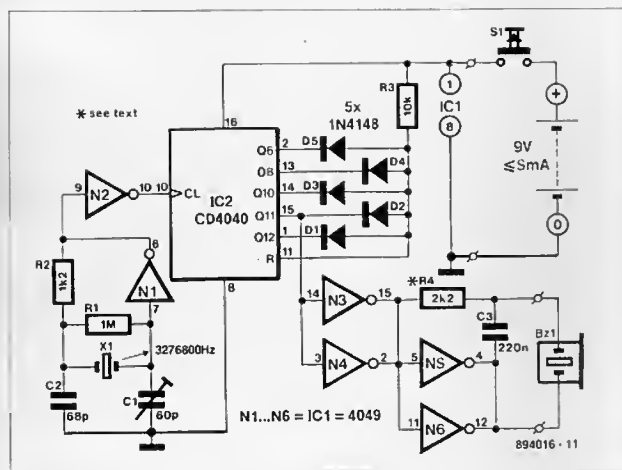 S1
R3
10k
1
IC1
8
+
9V
≤5mA
0
* see text
5x
1N4148
16
Q6
2
D5
Q8
13
D4
Q10
14
D3
Q11
15
D2
Q12
1
D1
R
11
IC2
CD4040
CL
10
10
N2
9
6
N1
7
8
R2
1k2
R1
1M
X1
3276800Hz
C2
68p
C1
60p
14
N3
15
3
N4
2
*R4
2k2
C3
220n
Bz1
5
N5
4
11
N6
12
N1...N6 = IC1 = 4049
894016 - 11